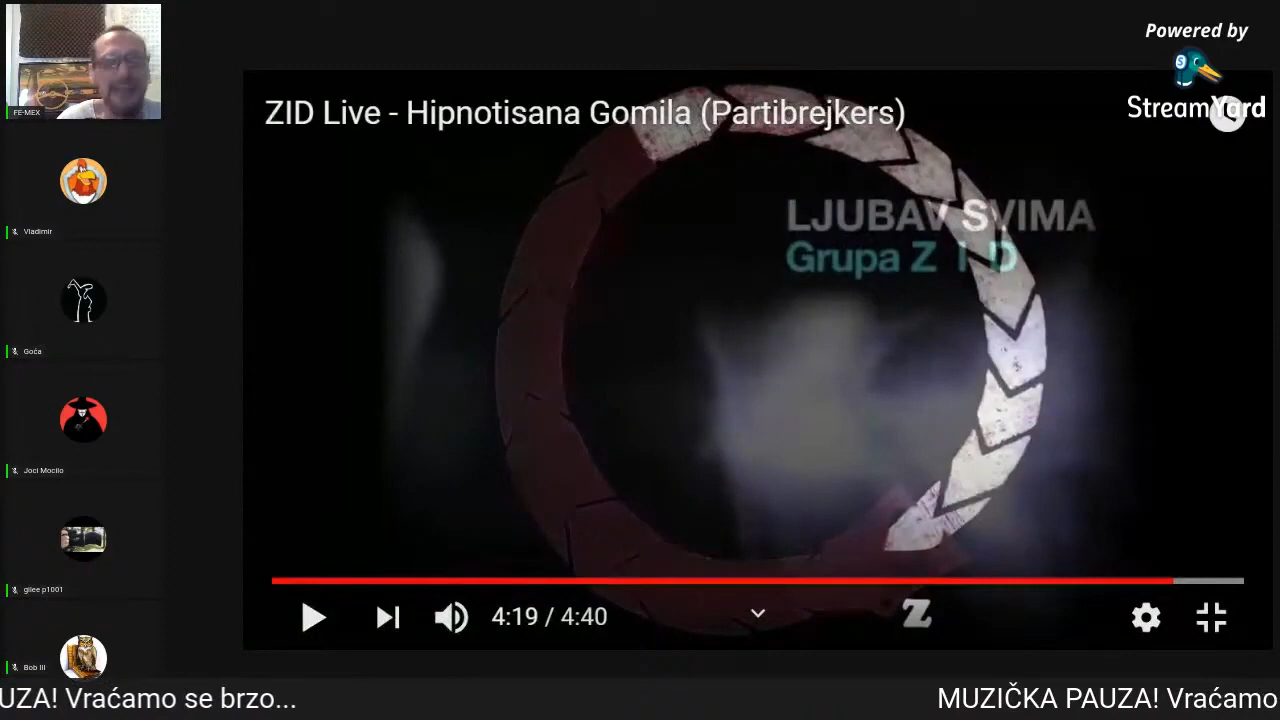 Powered by
StreamYard
FE-MEX
ZID Live - Hipnotisana Gomila (Partibrejkers)
LJUBAV SVIMA
Grupa Z I D
Vladimir
Goća
Joci Mocilo
gilee p1001
4:19 / 4:40
Z
Bob III
UZA! Vraćamo se brzo...
MUZIČKA PAUZA! Vraćamo